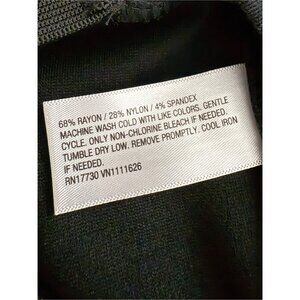 68% RAYON / 28% NYLON / 4% SPANDEX
MACHINE WASH COLD WITH LIKE COLORS. GENTLE
CYCLE. ONLY NON-CHLORINE BLEACH IF NEEDED.
TUMBLE DRY LOW. REMOVE PROMPTLY. COOL IRON
IF NEEDED.
RN17730 VN1111626